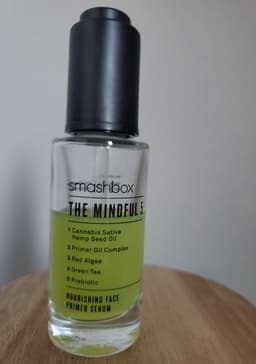 smashbox
THE MINDFUL 5
1 Cannabis Sativa
Hemp Seed Oil
2 Primer Oil Complex
3 Red Algae
4 Green Tea
5 Prebiotic
NOURISHING FACE
PRIMER SERUM